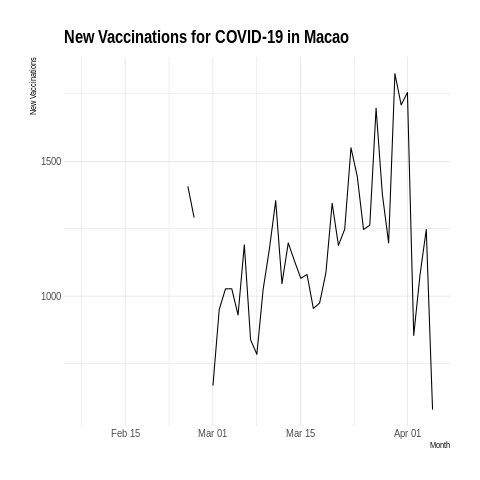 New Vaccinations for COVID-19 in Macao
New Vaccinations
1500
1000
Feb 15
Mar 01
Mar 15
Apr 01
Month